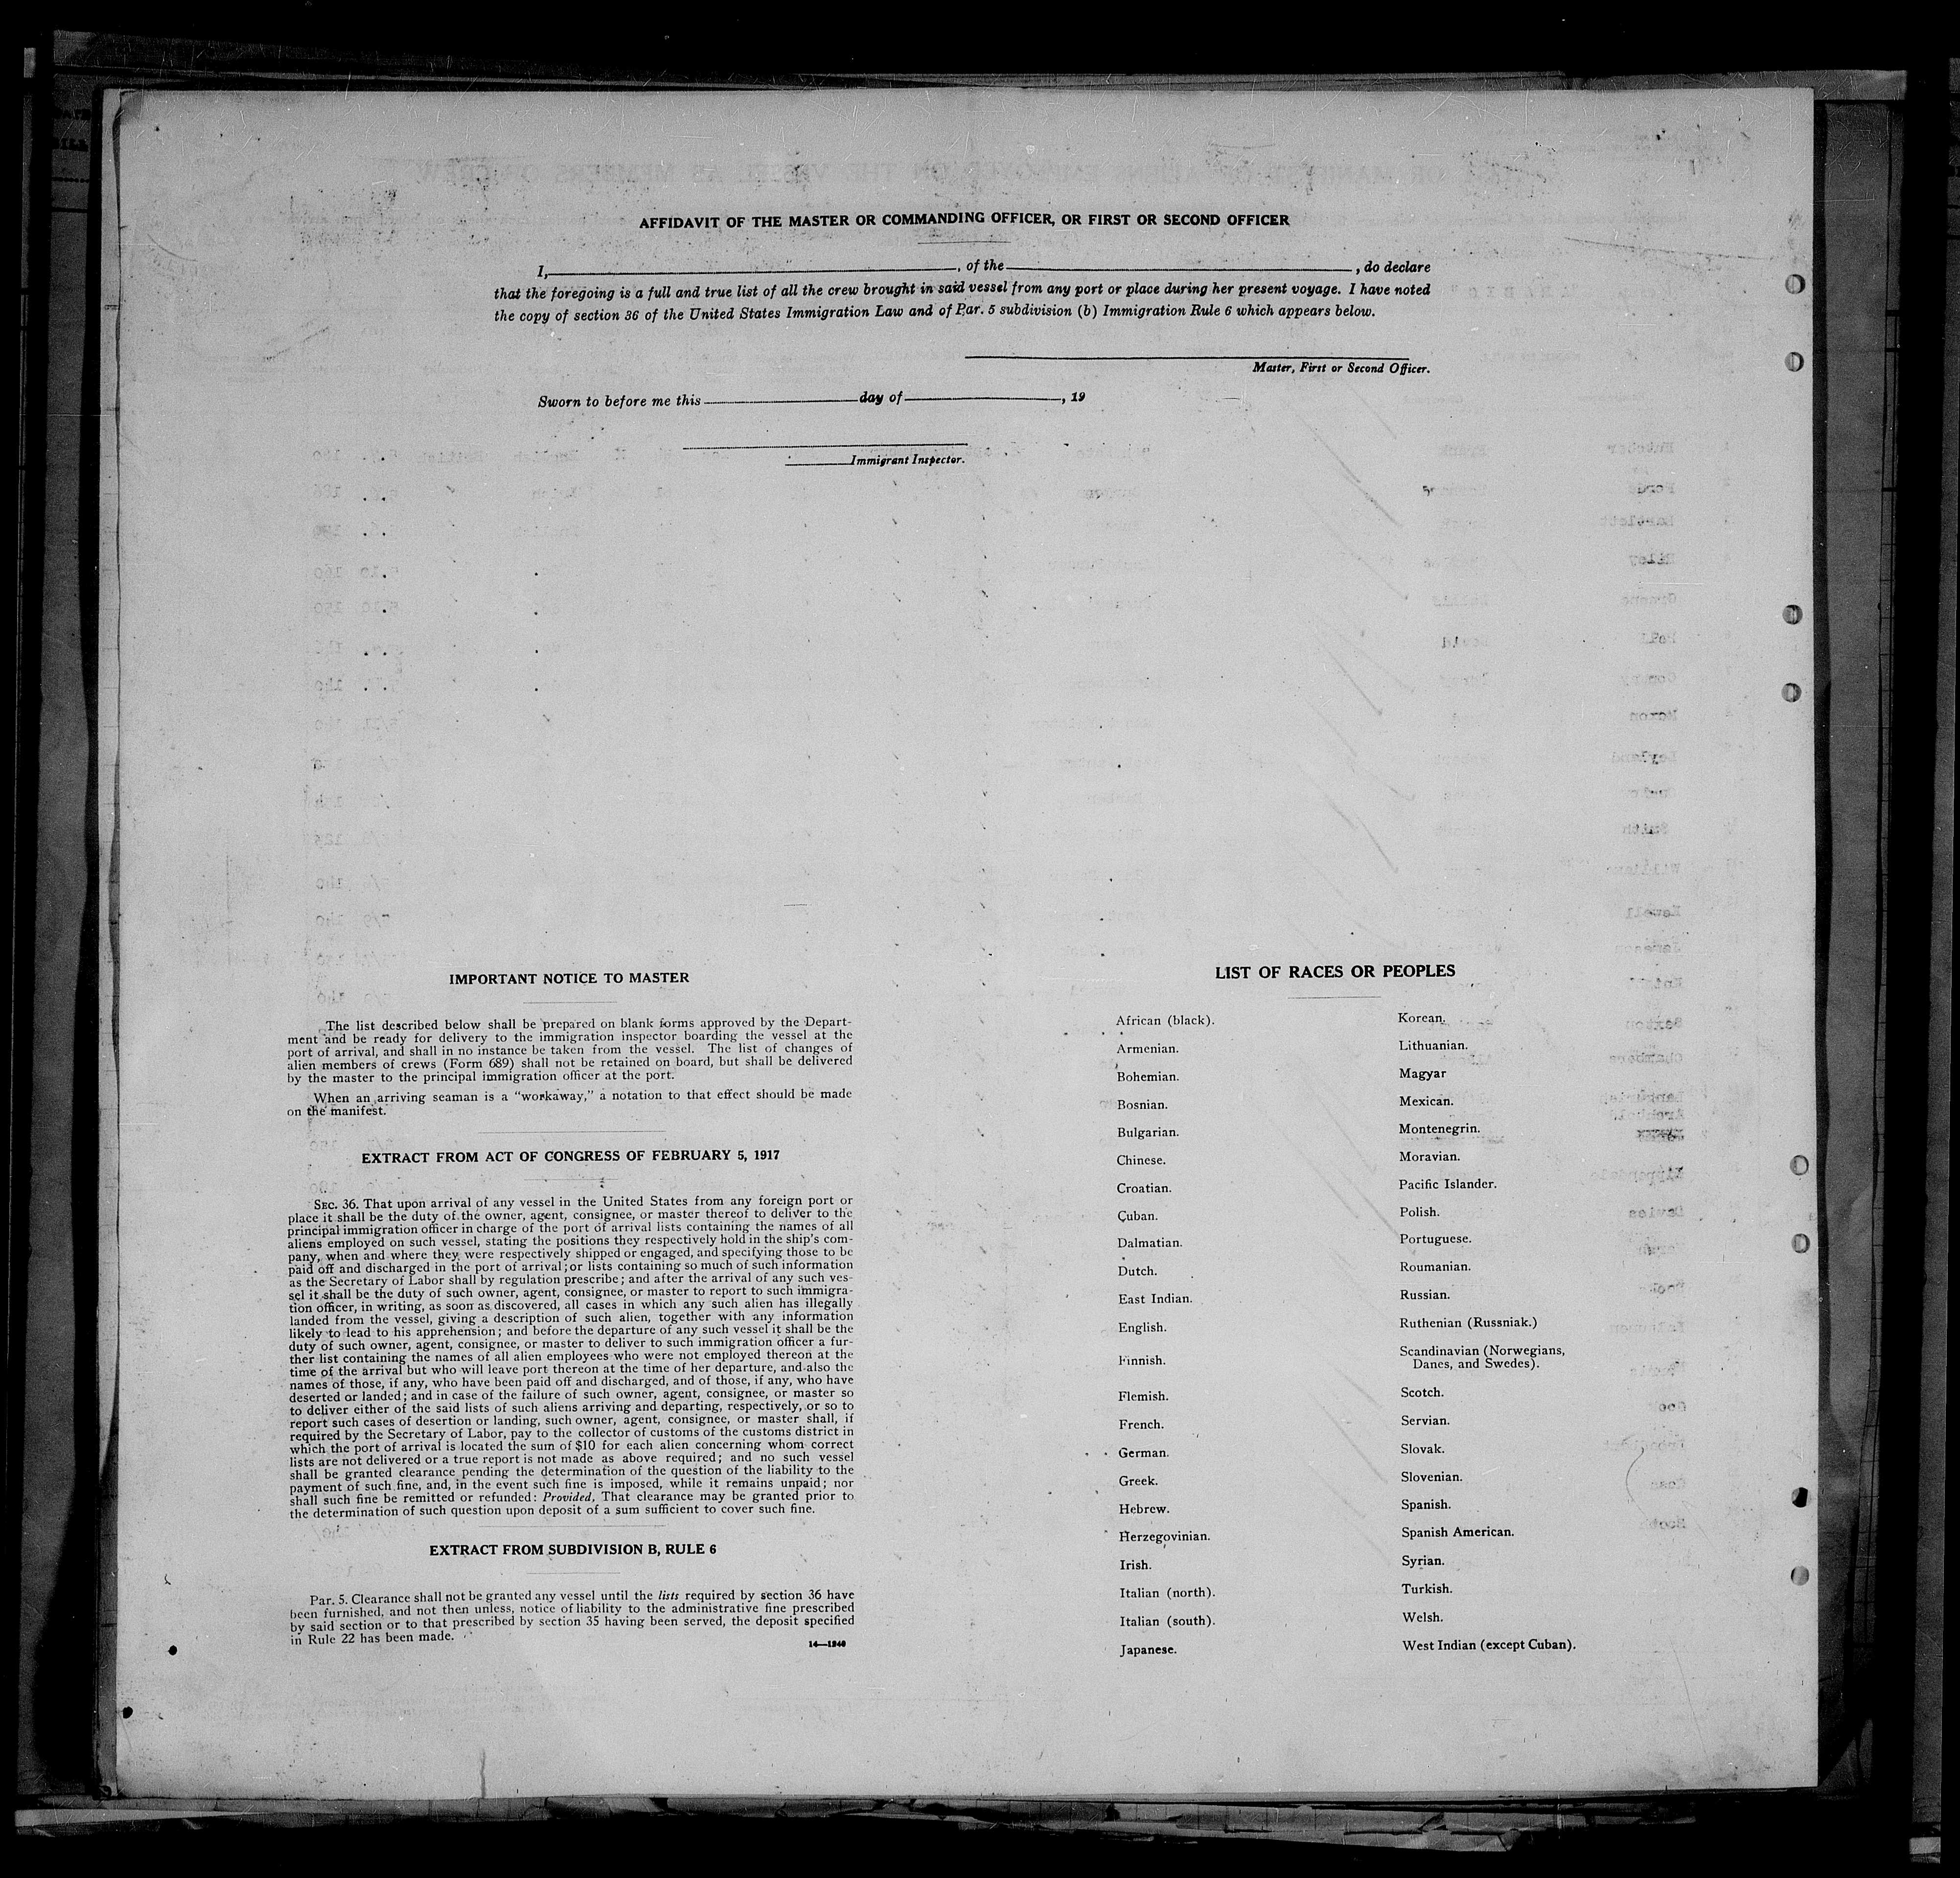 AFFIDAVIT OF THE MASTER OR COMMANDING OFFICER, OR FIRST OR SECOND OFFICER
I, , of the , do declare
that the foregoing is a full and true list of all the crew brought in said vessel from any port or place during her present voyage. I have noted
the copy of section 36 of the United States Immigration Law and of Par. 5 subdivision (b) Immigration Rule 6 which appears below.
Master, First or Second Officer.
Sworn to before me this day of , 19
Immigrant Inspector.
IMPORTANT NOTICE TO MASTER
The list described below shall be prepared on blank forms approved by the Depart-
ment and be ready for delivery to the immigration inspector boarding the vessel at the
port of arrival, and shall in no instance be taken from the vessel. The list of changes of
alien members of crews (Form 689) shall not be retained on board, but shall be delivered
by the master to the principal immigration officer at the port.
When an arriving seaman is a "workaway," a notation to that effect should be made
on the manifest.
EXTRACT FROM ACT OF CONGRESS OF FEBRUARY 5, 1917
SEC. 36. That upon arrival of any vessel in the United States from any foreign port or
place it shall be the duty of the owner, agent, consignee, or master thereof to deliver to the
principal immigration officer in charge of the port of arrival lists containing the names of all
aliens employed on such vessel, stating the positions they respectively hold in the ship's com-
pany, when and where they were respectively shipped or engaged, and specifying those to be
paid off and discharged in the port of arrival; or lists containing so much of such information
as the Secretary of Labor shall by regulation prescribe; and after the arrival of any such ves-
sel it shall be the duty of such owner, agent, consignee, or master to report to such immigra-
tion officer, in writing, as soon as discovered, all cases in which any such alien has illegally
landed from the vessel, giving a description of such alien, together with any information
likely to lead to his apprehension; and before the departure of any such vessel it shall be the
duty of such owner, agent, consignee, or master to deliver to such immigration officer a fur-
ther list containing the names of all alien employees who were not employed thereon at the
time of the arrival but who will leave port thereon at the time of her departure, and also the
names of those, if any, who have been paid off and discharged, and of those, if any, who have
deserted or landed; and in case of the failure of such owner, agent, consignee, or master so
to deliver either of the said lists of such aliens arriving and departing, respectively, or so to
report such cases of desertion or landing, such owner, agent, consignee, or master shall, if
required by the Secretary of Labor, pay to the collector of customs of the customs district in
which the port of arrival is located the sum of $10 for each alien concerning whom correct
lists are not delivered or a true report is not made as above required; and no such vessel
shall be granted clearance pending the determination of the question of the liability to the
payment of such fine, and, in the event such fine is imposed, while it remains unpaid; nor
shall such fine be remitted or refunded: Provided, That clearance may be granted prior to
the determination of such question upon deposit of a sum sufficient to cover such fine.
EXTRACT FROM SUBDIVISION B, RULE 6
Par. 5. Clearance shall not be granted any vessel until the lists required by section 36 have
been furnished, and not then unless, notice of liability to the administrative fine prescribed
by said section or to that prescribed by section 35 having been served, the deposit specified
in Rule 22 has been made.
14—1940
LIST OF RACES OR PEOPLES
African (black).
Armenian.
Bohemian.
Bosnian.
Bulgarian.
Chinese.
Croatian.
Cuban.
Dalmatian.
Dutch.
East Indian.
English.
Finnish.
Flemish.
French.
German.
Greek.
Hebrew.
Herzegovinian.
Irish.
Italian (north).
Italian (south).
Japanese.
Korean.
Lithuanian.
Magyar
Mexican.
Montenegrin.
Moravian.
Pacific Islander.
Polish.
Portuguese.
Roumanian.
Russian.
Ruthenian (Russniak.)
Scandinavian (Norwegians,
Danes, and Swedes).
Scotch.
Servian.
Slovak.
Slovenian.
Spanish.
Spanish American.
Syrian.
Turkish.
Welsh.
West Indian (except Cuban).